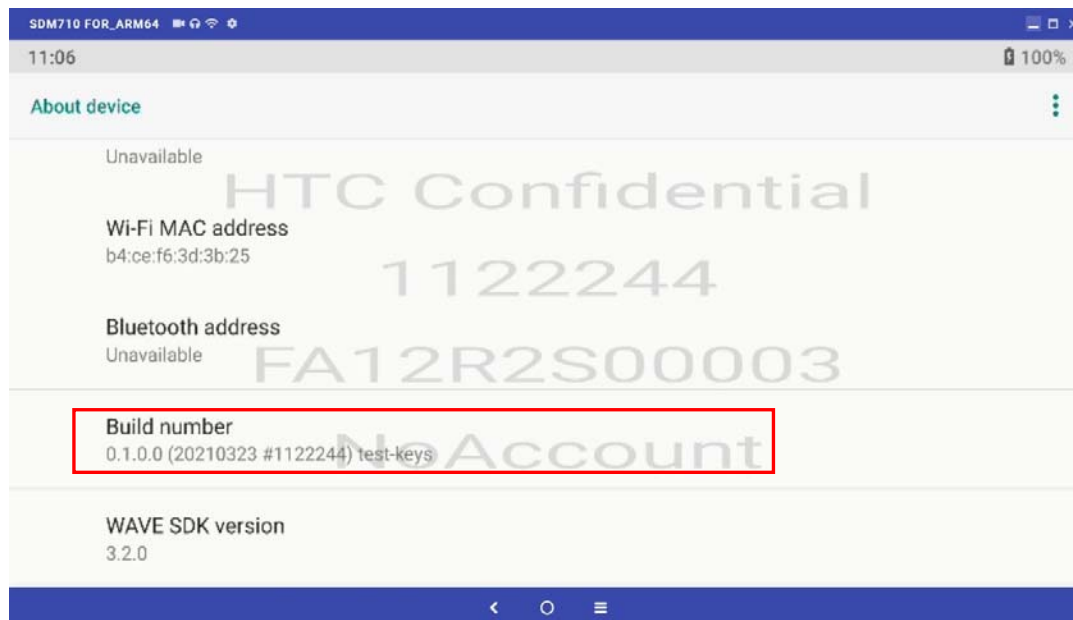 SDM710 FOR_ARM64
11:06
100%
About device
Unavailable
HTC Confidential
Wi-Fi MAC address
b4:ce:f6:3d:3b:25
1122244
Bluetooth address
Unavailable
FA12R2S00003
Build number
0.1.0.0 (20210323 #1122244) test-keys
NoAccount
WAVE SDK version
3.2.0